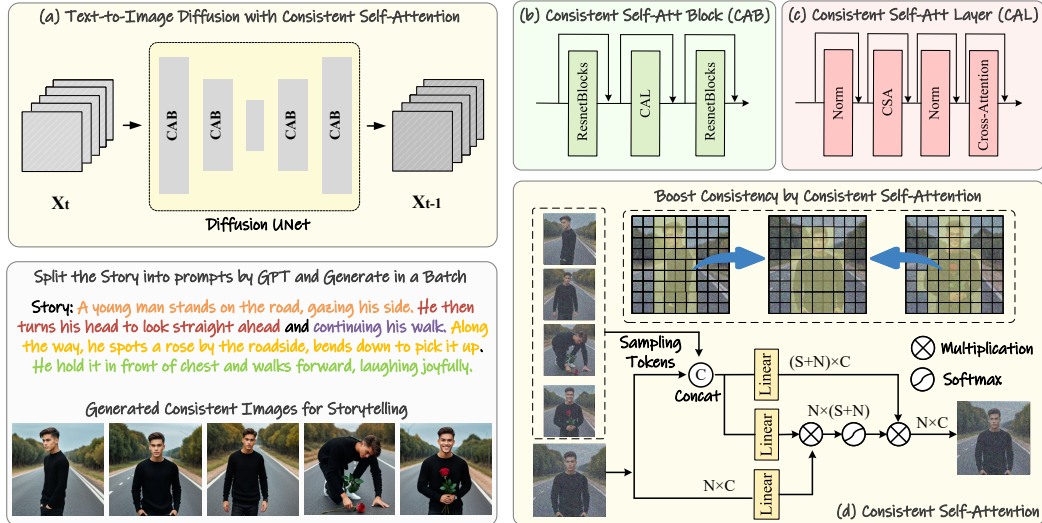 (a) Text-to-Image Diffusion with Consistent Self-Attention
CAB
CAB
CAB
CAB
Xt
Xt-1
Diffusion UNet
(b) Consistent Self-Att Block (CAB)
ResnetBlocks
CAL
ResnetBlocks
(c) Consistent Self-Att Layer (CAL)
Norm
CSA
Norm
Cross-Attention
Split the Story into prompts by GPT and Generate in a Batch
Story: A young man stands on the road, gazing his side. He then
turns his head to look straight ahead and continuing his walk. Along
the way, he spots a rose by the roadside, bends down to pick it up.
He hold it in front of chest and walks forward, laughing joyfully.
Generated Consistent Images for Storytelling
Boost Consistency by Consistent Self-Attention
Sampling
Tokens
C
Concat
Linear
(S+N)×C
Linear
N×(S+N)
Linear
N×C
N×C
Multiplication
Softmax
(d) Consistent Self-Attention